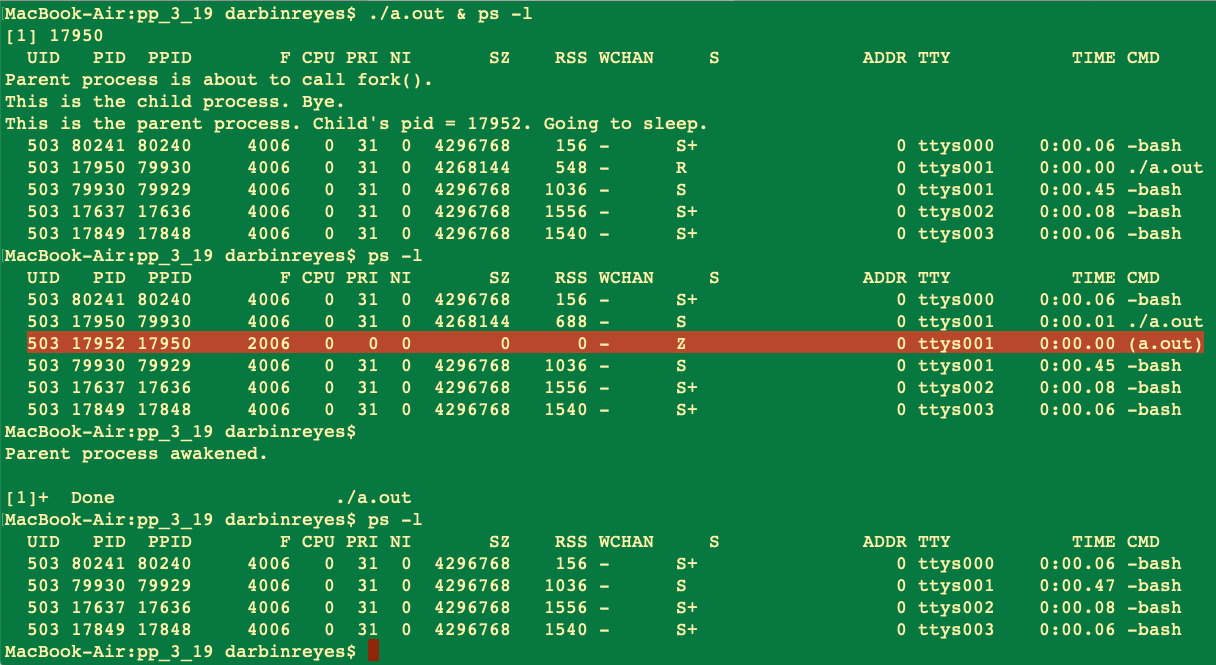 MacBook-Air:pp_3_19 darbinreyes$ ./a.out & ps -l
[1] 17950
  UID   PID  PPID        F CPU PRI NI       SZ    RSS WCHAN     S             ADDR TTY           TIME CMD
Parent process is about to call fork().
This is the child process. Bye.
This is the parent process. Child's pid = 17952. Going to sleep.
  503 80241 80240     4006   0  31  0  4296768    156 -      S+                  0 ttys000    0:00.06 -bash
  503 17950 79930     4006   0  31  0  4268144    548 -      R                   0 ttys001    0:00.00 ./a.out
  503 79930 79929     4006   0  31  0  4296768   1036 -      S                   0 ttys001    0:00.45 -bash
  503 17637 17636     4006   0  31  0  4296768   1556 -      S+                  0 ttys002    0:00.08 -bash
  503 17849 17848     4006   0  31  0  4296768   1540 -      S+                  0 ttys003    0:00.06 -bash
MacBook-Air:pp_3_19 darbinreyes$ ps -l
  UID   PID  PPID        F CPU PRI NI       SZ    RSS WCHAN     S             ADDR TTY           TIME CMD
  503 80241 80240     4006   0  31  0  4296768    156 -      S+                  0 ttys000    0:00.06 -bash
  503 17950 79930     4006   0  31  0  4268144    688 -      S                   0 ttys001    0:00.01 ./a.out
  503 17952 17950     2006   0   0  0        0      0 -      Z                   0 ttys001    0:00.00 (a.out)
  503 79930 79929     4006   0  31  0  4296768   1036 -      S                   0 ttys001    0:00.45 -bash
  503 17637 17636     4006   0  31  0  4296768   1556 -      S+                  0 ttys002    0:00.08 -bash
  503 17849 17848     4006   0  31  0  4296768   1540 -      S+                  0 ttys003    0:00.06 -bash
MacBook-Air:pp_3_19 darbinreyes$
Parent process awakened.
[1]+  Done                    ./a.out
MacBook-Air:pp_3_19 darbinreyes$ ps -l
  UID   PID  PPID        F CPU PRI NI       SZ    RSS WCHAN     S             ADDR TTY           TIME CMD
  503 80241 80240     4006   0  31  0  4296768    156 -      S+                  0 ttys000    0:00.06 -bash
  503 79930 79929     4006   0  31  0  4296768   1036 -      S                   0 ttys001    0:00.47 -bash
  503 17637 17636     4006   0  31  0  4296768   1556 -      S+                  0 ttys002    0:00.08 -bash
  503 17849 17848     4006   0  31  0  4296768   1540 -      S+                  0 ttys003    0:00.06 -bash
MacBook-Air:pp_3_19 darbinreyes$